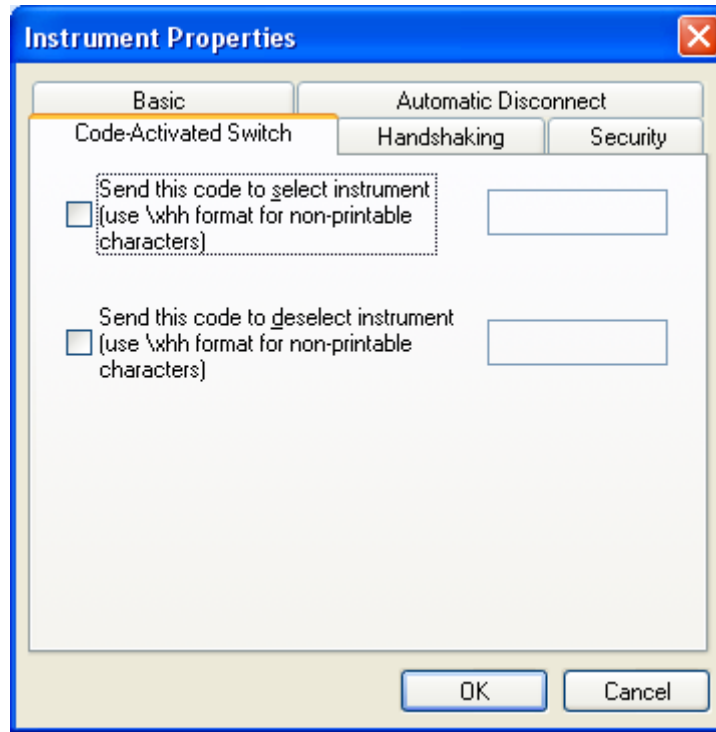 Instrument Properties
Basic
Automatic Disconnect
Code-Activated Switch
Handshaking
Security
Send this code to select instrument
(use \xhh format for non-printable
characters)
Send this code to deselect instrument
(use \xhh format for non-printable
characters)
OK
Cancel